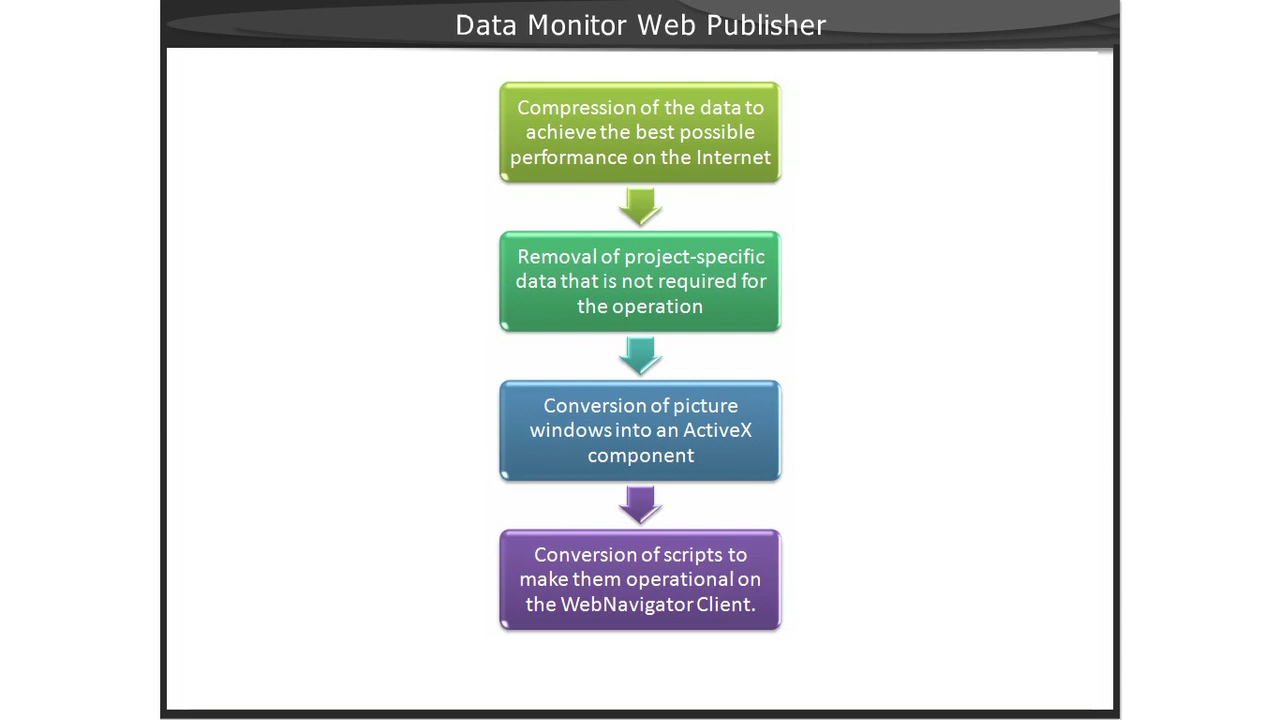 Data Monitor Web Publisher
Compression of the data to
achieve the best possible
performance on the Internet
Removal of project-specific
data that is not required for
the operation
Conversion of picture
windows into an ActiveX
component
Conversion of scripts to
make them operational on
the WebNavigator Client.